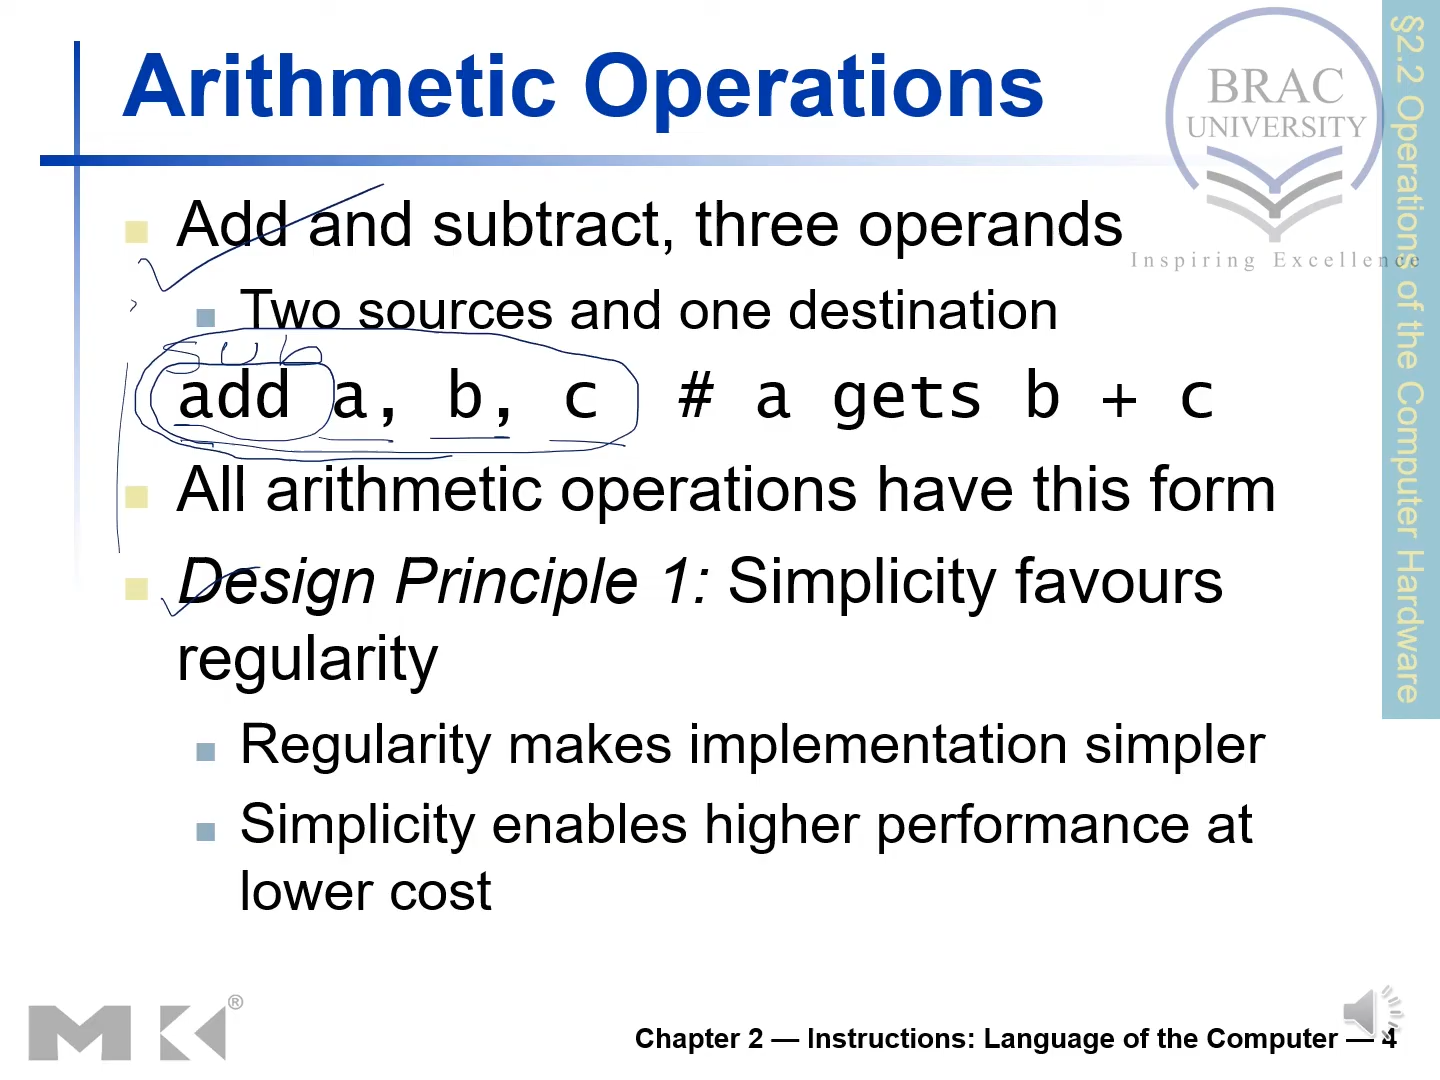 Arithmetic Operations
BRAC
UNIVERSITY
Inspiring Excellence
§2.2 Operations of the Computer Hardware
Add and subtract, three operands
Two sources and one destination
sub
add a, b, c # a gets b + c
All arithmetic operations have this form
Design Principle 1: Simplicity favours
regularity
Regularity makes implementation simpler
Simplicity enables higher performance at
lower cost
MK®
Chapter 2 — Instructions: Language of the Computer — 4